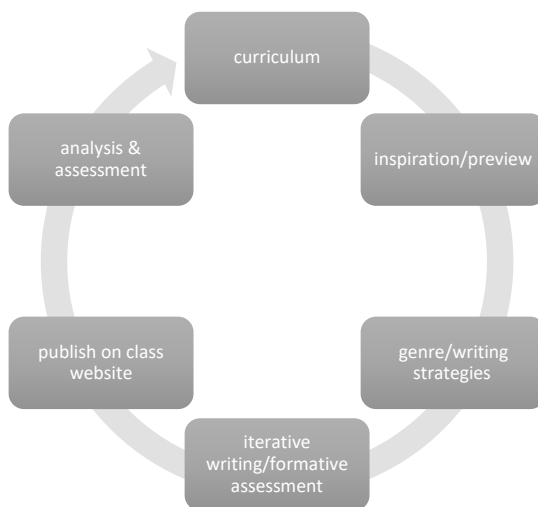 curriculum
inspiration/preview
genre/writing
strategies
iterative
writing/formative
assessment
publish on class
website
analysis &
assessment